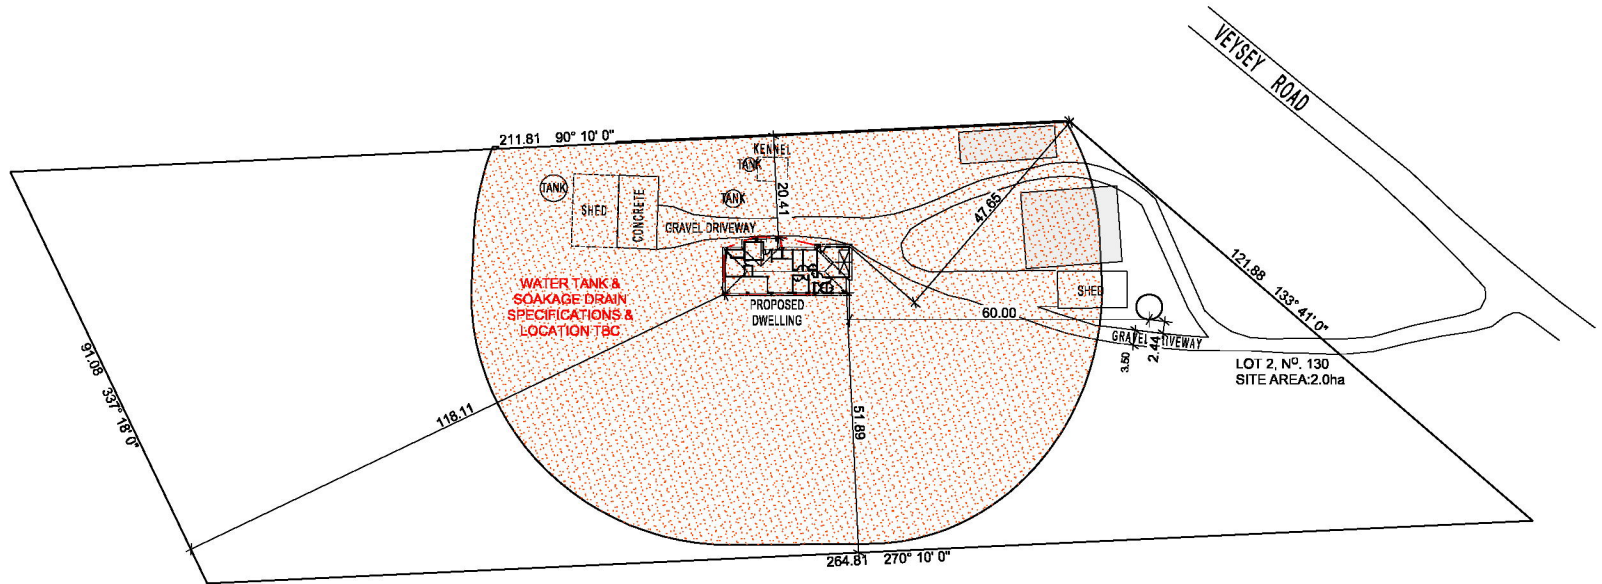 VEYSEY ROAD
211.81 90° 10' 0"
KENNEL
TANK
TANK
TANK
20.41
47.65
SHED
CONCRETE
GRAVEL DRIVEWAY
121.88 133° 41' 0"
WATER TANK &
SOAKAGE DRAIN
SPECIFICATIONS &
LOCATION TBC
PROPOSED
DWELLING
SHED
60.00
3.50
2.44
LOT 2, Nº. 130
SITE AREA:2.0ha
91.08 337° 18' 0"
118.11
51.89
264.81 270° 10' 0"